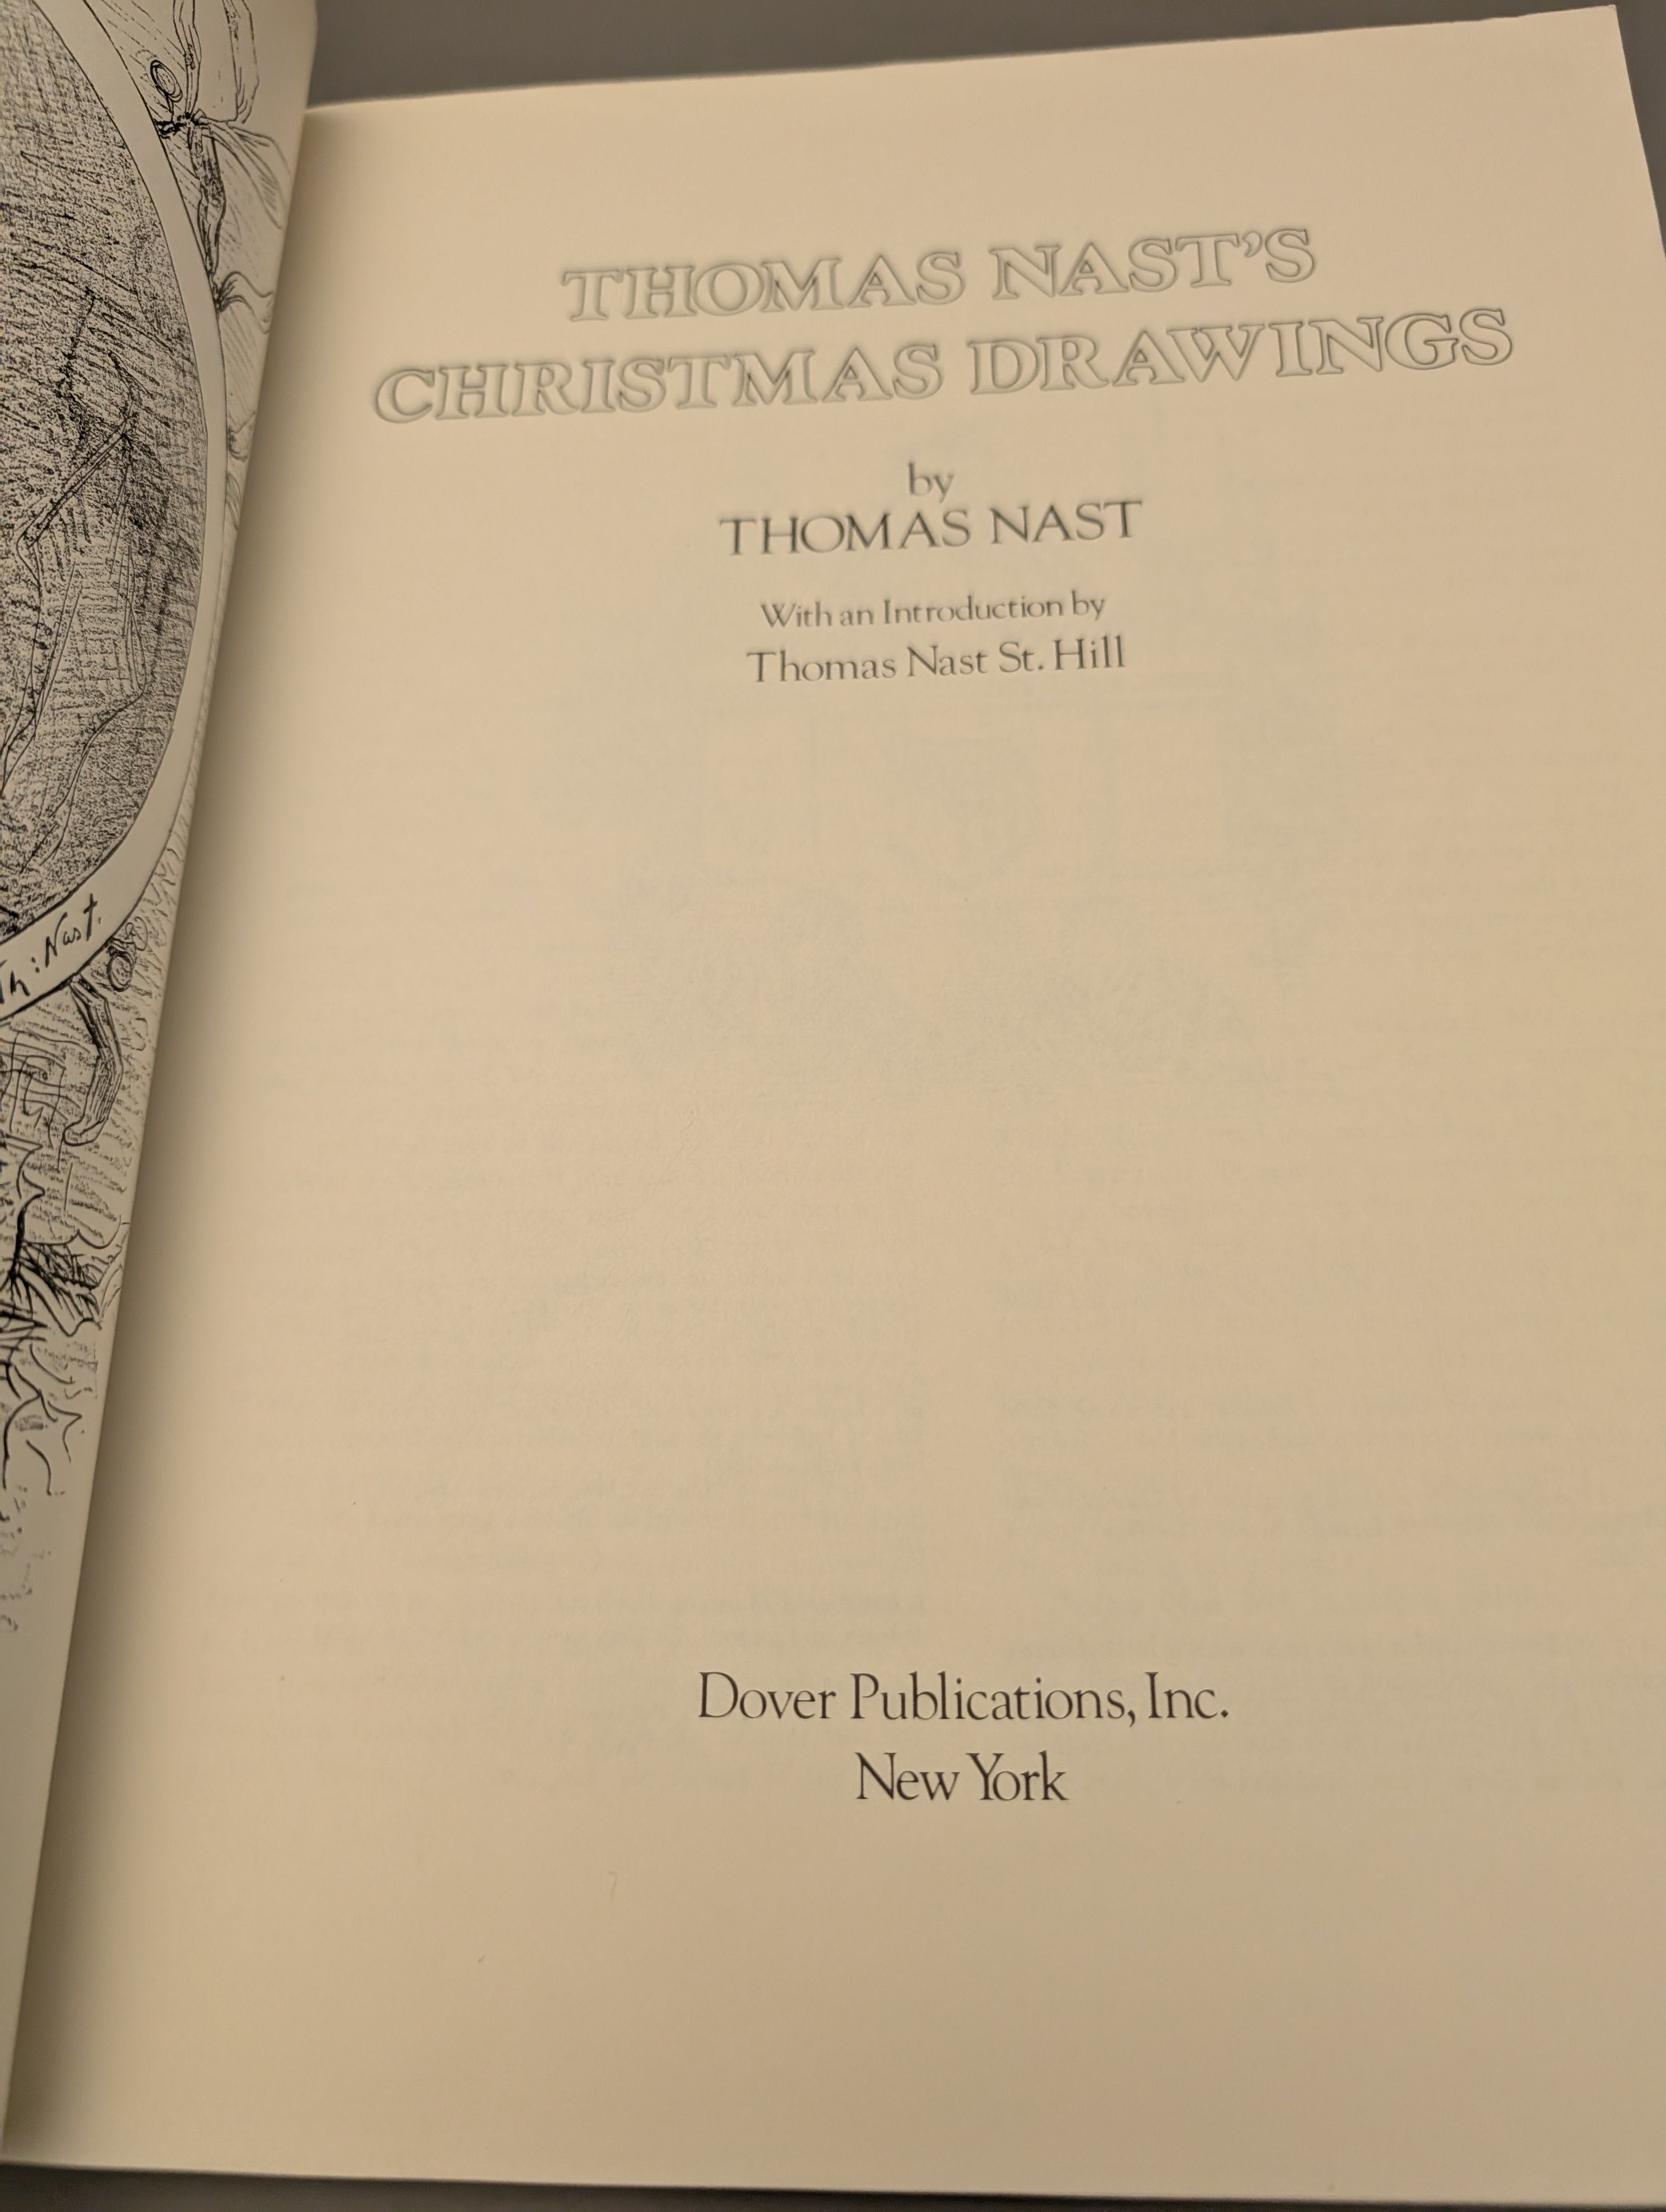 Th: Nast.
THOMAS NAST'S
CHRISTMAS DRAWINGS
by
THOMAS NAST
With an Introduction by
Thomas Nast St. Hill
Dover Publications, Inc.
New York